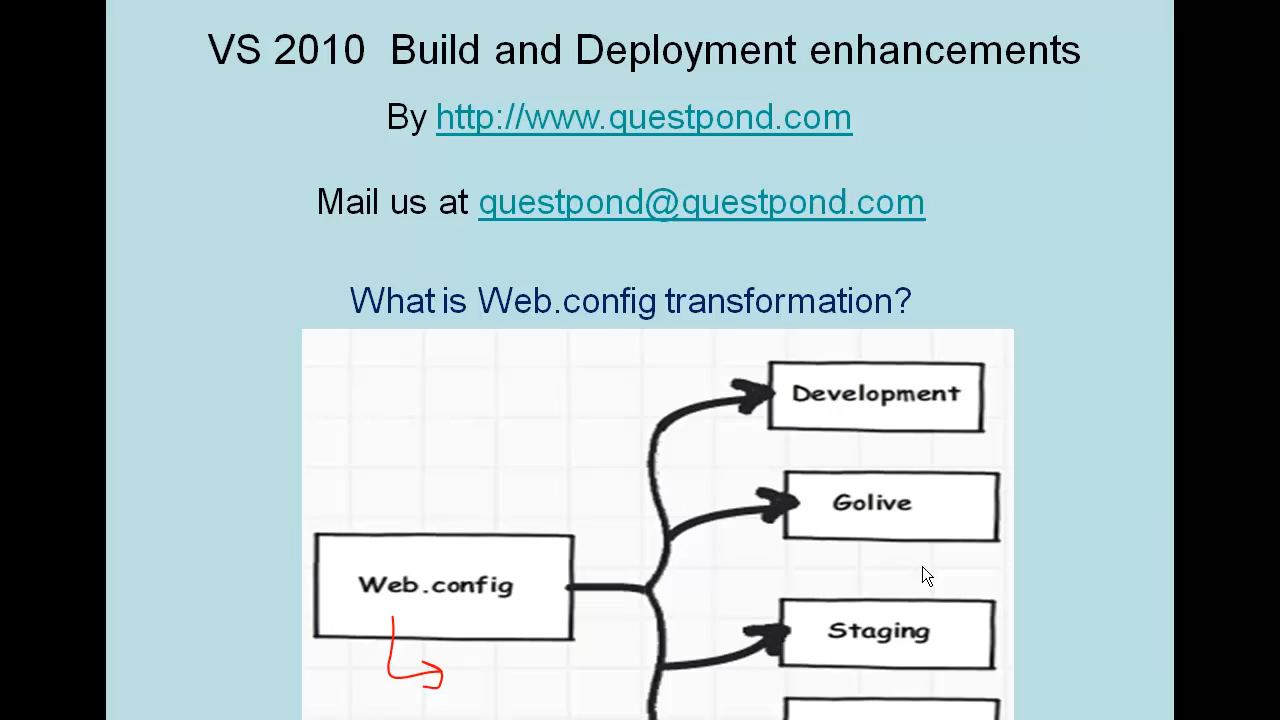 VS 2010 Build and Deployment enhancements
By http://www.questpond.com
Mail us at questpond@questpond.com
What is Web.config transformation?
Development
Golive
Web.config
Staging